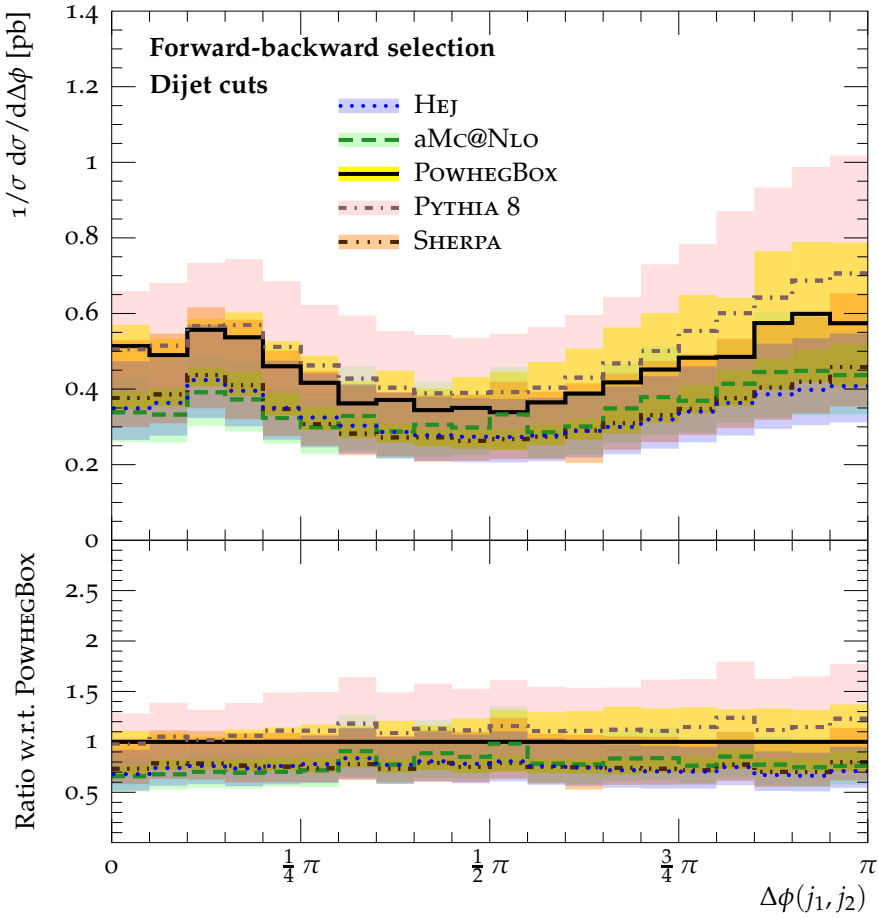 1/σ dσ/dΔϕ [pb]
1.4
1.2
1
0.8
0.6
0.4
0.2
0
Forward-backward selection
Dijet cuts
Hej
aMc@Nlo
PowhegBox
Pythia 8
Sherpa
Ratio w.r.t. PowhegBox
2.5
2
1.5
1
0.5
0
1/4 π
1/2 π
3/4 π
π
Δϕ(j₁, j₂)